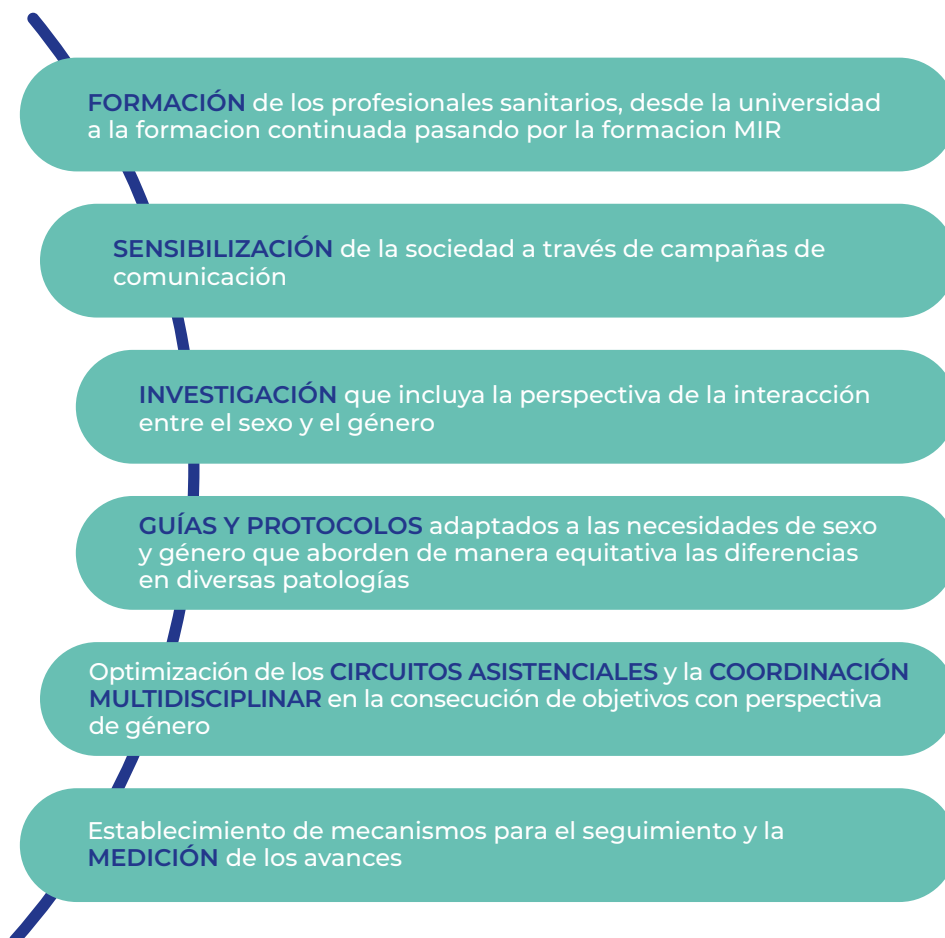 FORMACIÓN de los profesionales sanitarios, desde la universidad
a la formacion continuada pasando por la formacion MIR
SENSIBILIZACIÓN de la sociedad a través de campañas de
comunicación
INVESTIGACIÓN que incluya la perspectiva de la interacción
entre el sexo y el género
GUÍAS Y PROTOCOLOS adaptados a las necesidades de sexo
y género que aborden de manera equitativa las diferencias
en diversas patologías
Optimización de los CIRCUITOS ASISTENCIALES y la COORDINACIÓN
MULTIDISCIPLINAR en la consecución de objetivos con perspectiva
de género
Establecimiento de mecanismos para el seguimiento y la
MEDICIÓN de los avances